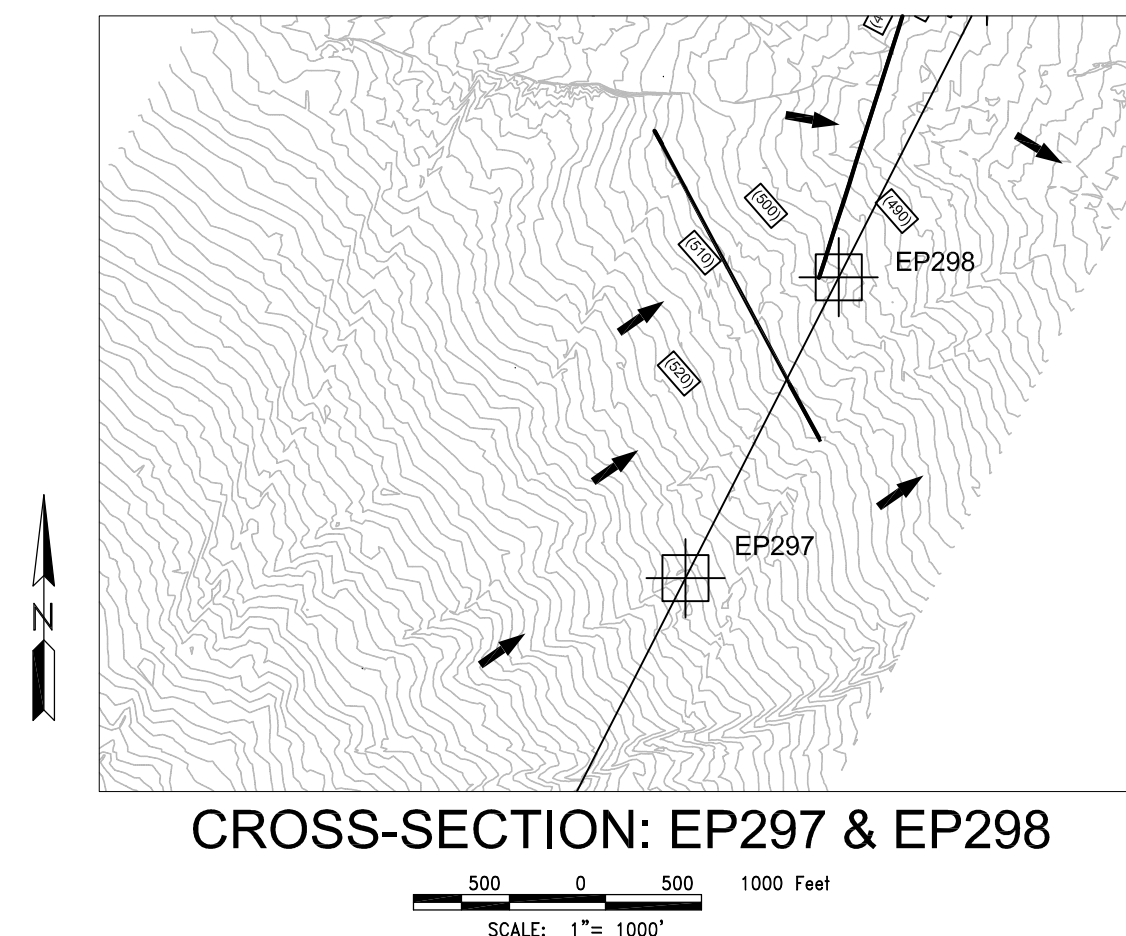 (500)
(490)
(510)
EP298
(520)
EP297
N
CROSS-SECTION: EP297 & EP298
500 0 500 1000 Feet
SCALE: 1"= 1000'